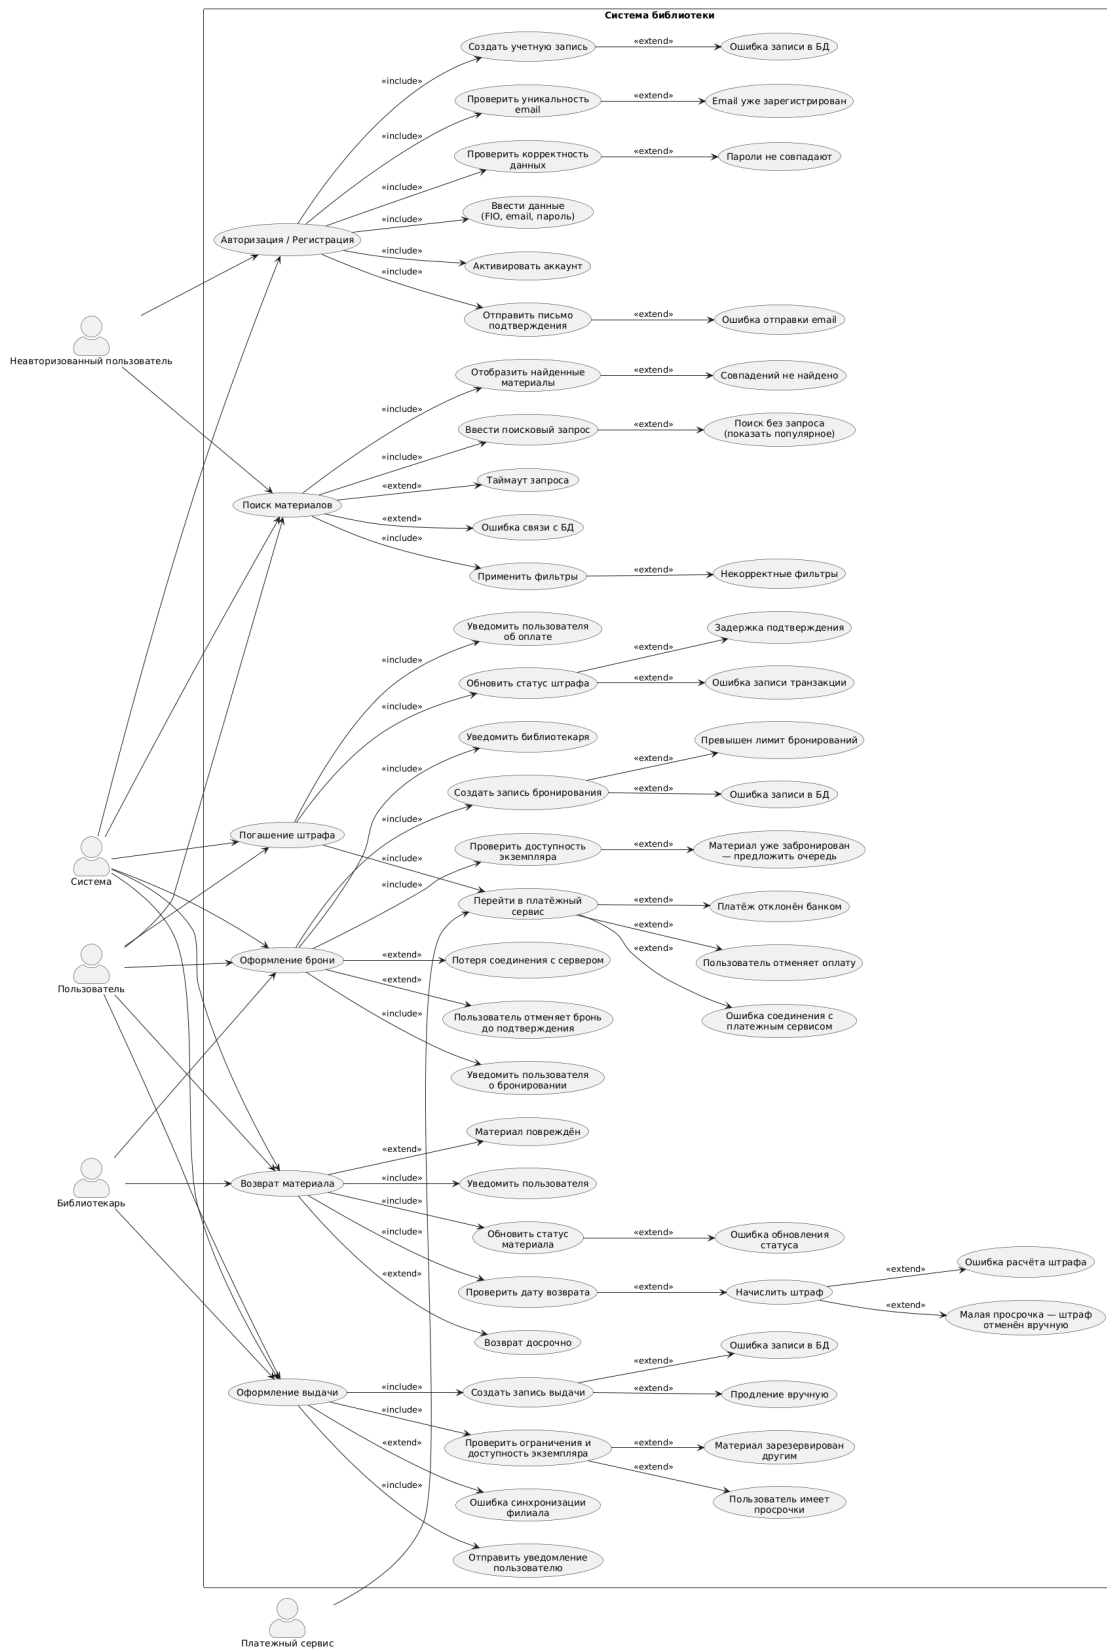 Система библиотеки
Создать учетную запись
«extend»
Ошибка записи в БД
«include»
Проверить уникальность
email
«extend»
Email уже зарегистрирован
«include»
Проверить корректность
данных
«extend»
Пароли не совпадают
«include»
Ввести данные
(FIO, email, пароль)
«include»
Авторизация / Регистрация
«include»
Активировать аккаунт
«include»
Отправить письмо
подтверждения
«extend»
Ошибка отправки email
Неавторизованный пользователь
Отобразить найденные
материалы
«extend»
Совпадений не найдено
«include»
Ввести поисковый запрос
«extend»
Поиск без запроса
(показать популярное)
«include»
Таймаут запроса
«extend»
Поиск материалов
«extend»
Ошибка связи с БД
«include»
Применить фильтры
«extend»
Некорректные фильтры
Уведомить пользователя
об оплате
«extend»
Задержка подтверждения
«include»
Обновить статус штрафа
«extend»
Ошибка записи транзакции
«include»
Уведомить библиотекаря
«extend»
Превышен лимит бронирований
«include»
Создать запись бронирования
«extend»
Ошибка записи в БД
«include»
Погашение штрафа
Проверить доступность
экземпляра
«extend»
Материал уже забронирован
— предложить очередь
«include»
«include»
Система
Перейти в платёжный
сервис
«extend»
Платёж отклонён банком
«extend»
Пользователь отменяет оплату
«extend»
Ошибка соединения с
платежным сервисом
Пользователь
Оформление брони
«extend»
Потеря соединения с сервером
«extend»
Пользователь отменяет бронь
до подтверждения
«include»
Уведомить пользователя
о бронировании
Материал повреждён
«extend»
Библиотекарь
Возврат материала
«include»
Уведомить пользователя
«include»
Обновить статус
материала
«extend»
Ошибка обновления
статуса
«include»
Проверить дату возврата
«extend»
Начислить штраф
«extend»
Ошибка расчёта штрафа
«extend»
Малая просрочка — штраф
отменён вручную
«extend»
Возврат досрочно
Оформление выдачи
«include»
Создать запись выдачи
«extend»
Ошибка записи в БД
«extend»
Продление вручную
«include»
Проверить ограничения и
доступность экземпляра
«extend»
Материал зарезервирован
другим
«extend»
Пользователь имеет
просрочки
«extend»
Ошибка синхронизации
филиала
«include»
Отправить уведомление
пользователю
Платежный сервис